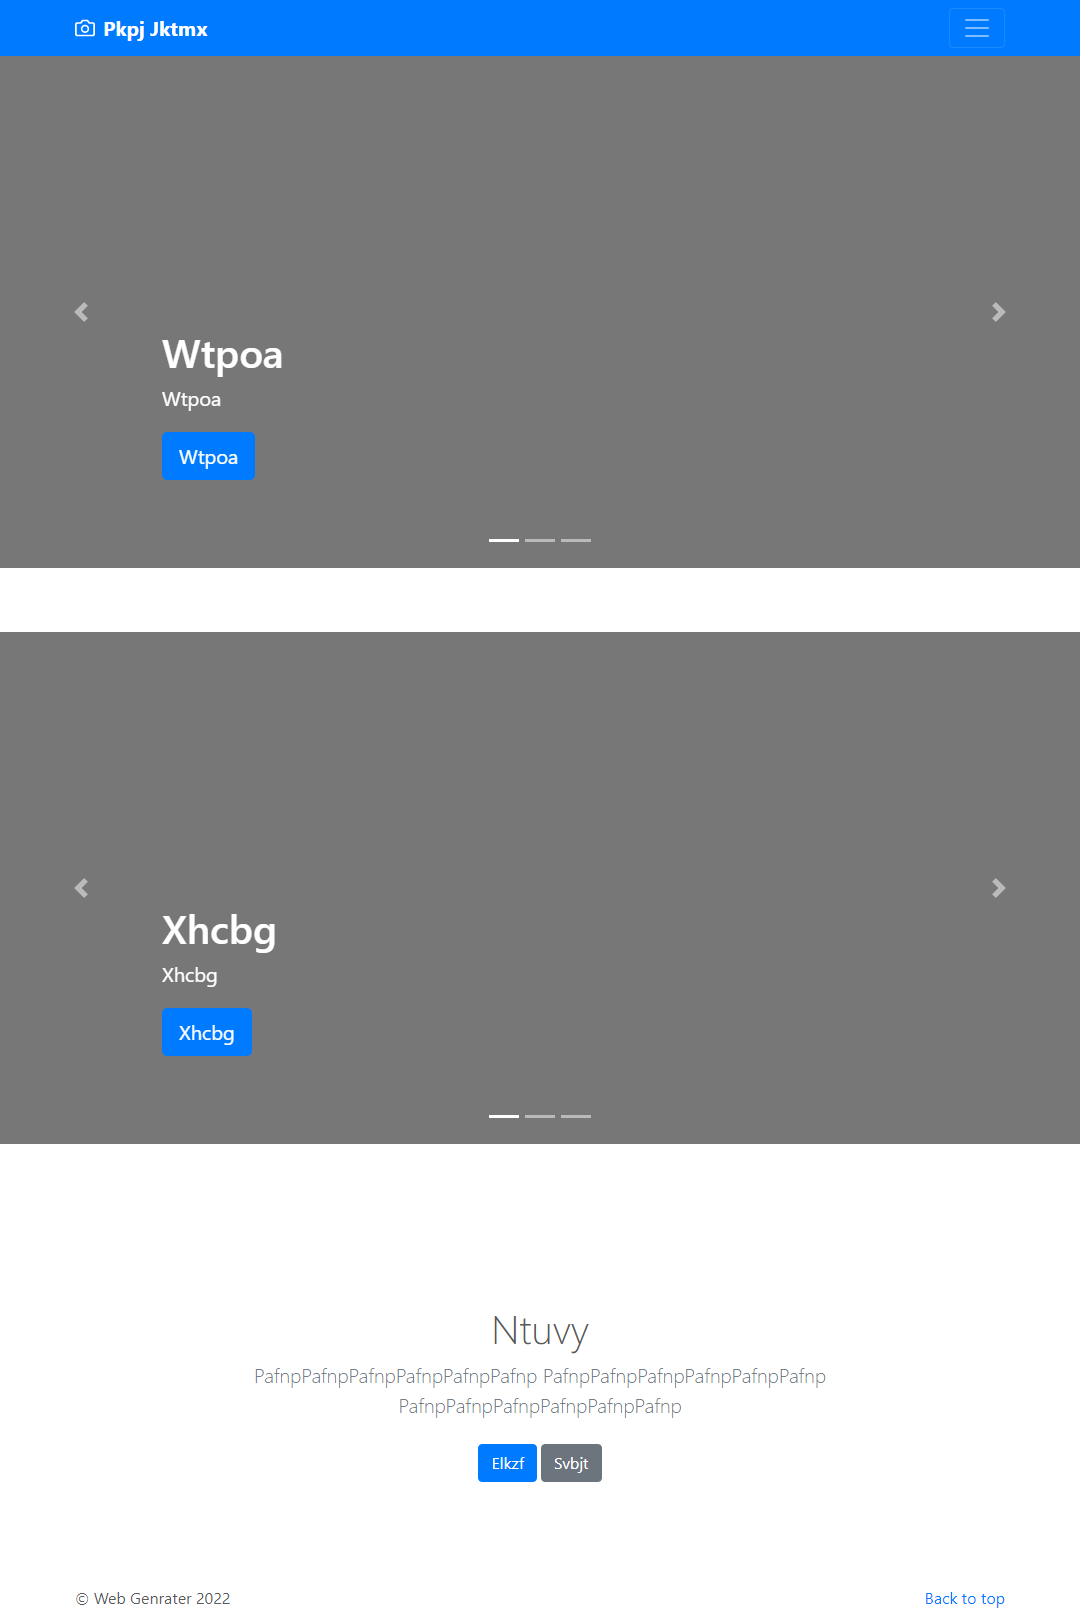 Pkpj Jktmx
Wtpoa
Wtpoa
Wtpoa
Xhcbg
Xhcbg
Xhcbg
Ntuvy
PafnpPafnpPafnpPafnpPafnpPafnp PafnpPafnpPafnpPafnpPafnpPafnp
PafnpPafnpPafnpPafnpPafnpPafnp
Elkzf Svbjt
© Web Genrater 2022 Back to top